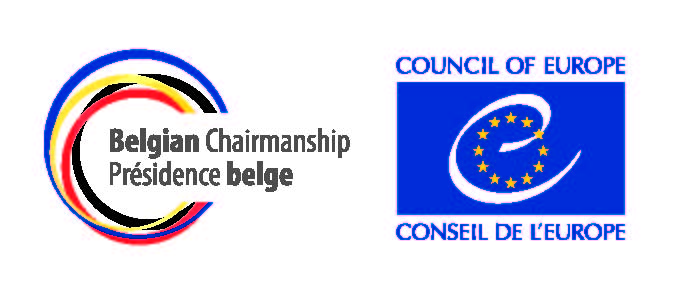 Belgian Chairmanship
Présidence belge
COUNCIL OF EUROPE
CONSEIL DE L'EUROPE